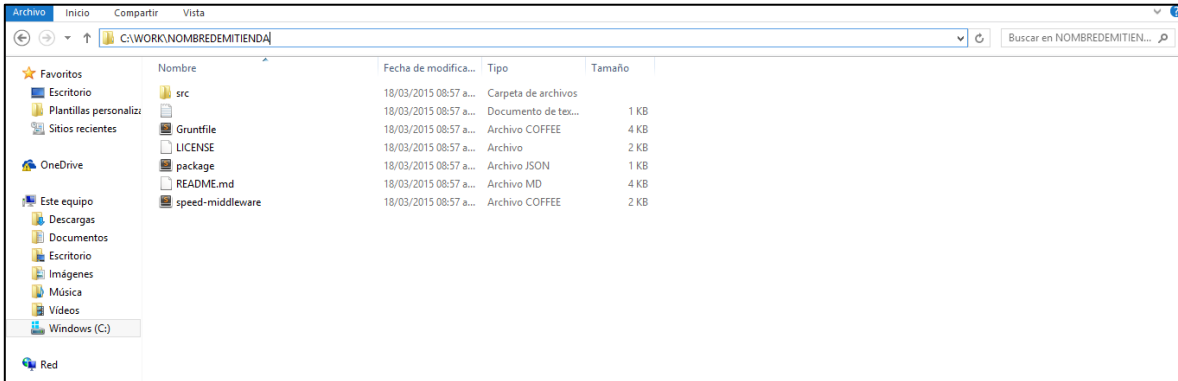 Archivo Inicio Compartir Vista
C:\WORK\NOMBREDEMITIENDA Buscar en NOMBREDEMITIEN...
Nombre Fecha de modifica... Tipo Tamaño
Favoritos
Escritorio
Plantillas personaliza
Sitios recientes
OneDrive
Este equipo
Descargas
Documentos
Escritorio
Imágenes
Música
Vídeos
Windows (C:)
Red
src 18/03/2015 08:57 a... Carpeta de archivos
18/03/2015 08:57 a... Documento de tex... 1 KB
Gruntfile 18/03/2015 08:57 a... Archivo COFFEE 4 KB
LICENSE 18/03/2015 08:57 a... Archivo 2 KB
package 18/03/2015 08:57 a... Archivo JSON 1 KB
README.md 18/03/2015 08:57 a... Archivo MD 4 KB
speed-middleware 18/03/2015 08:57 a... Archivo COFFEE 2 KB